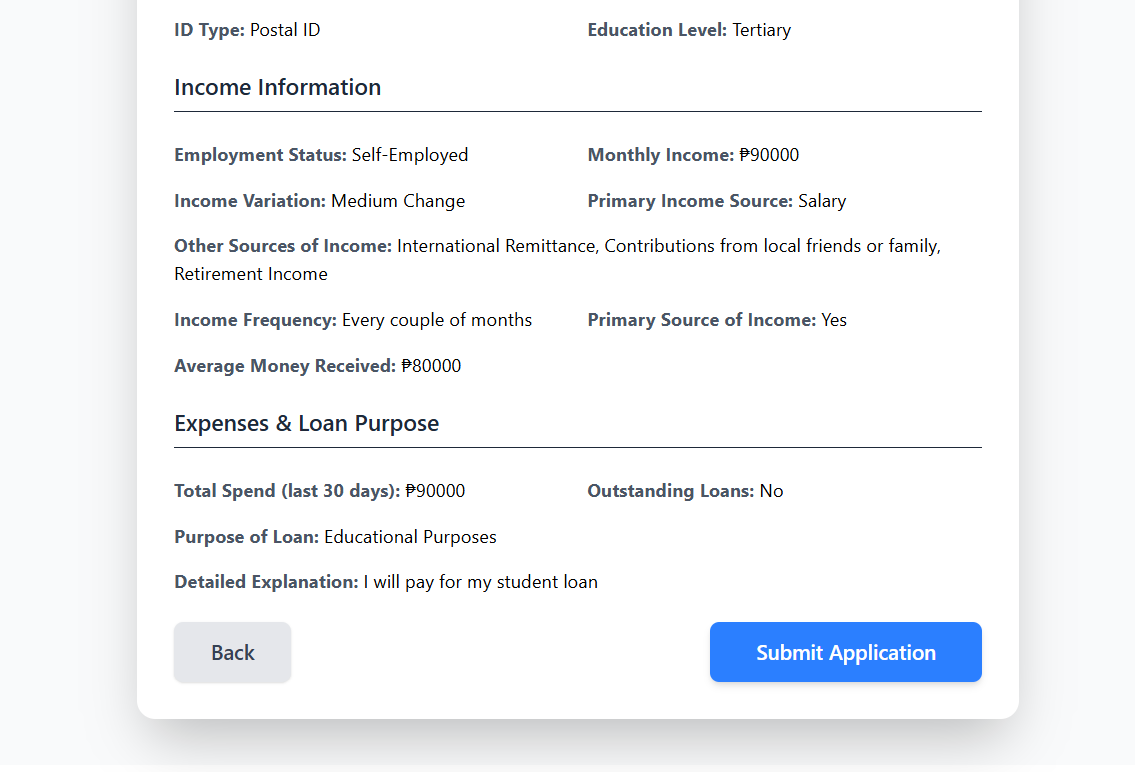 ID Type: Postal ID
Education Level: Tertiary
Income Information
Employment Status: Self-Employed
Monthly Income: ₱90000
Income Variation: Medium Change
Primary Income Source: Salary
Other Sources of Income: International Remittance, Contributions from local friends or family,
Retirement Income
Income Frequency: Every couple of months
Primary Source of Income: Yes
Average Money Received: ₱80000
Expenses & Loan Purpose
Total Spend (last 30 days): ₱90000
Outstanding Loans: No
Purpose of Loan: Educational Purposes
Detailed Explanation: I will pay for my student loan
Back
Submit Application